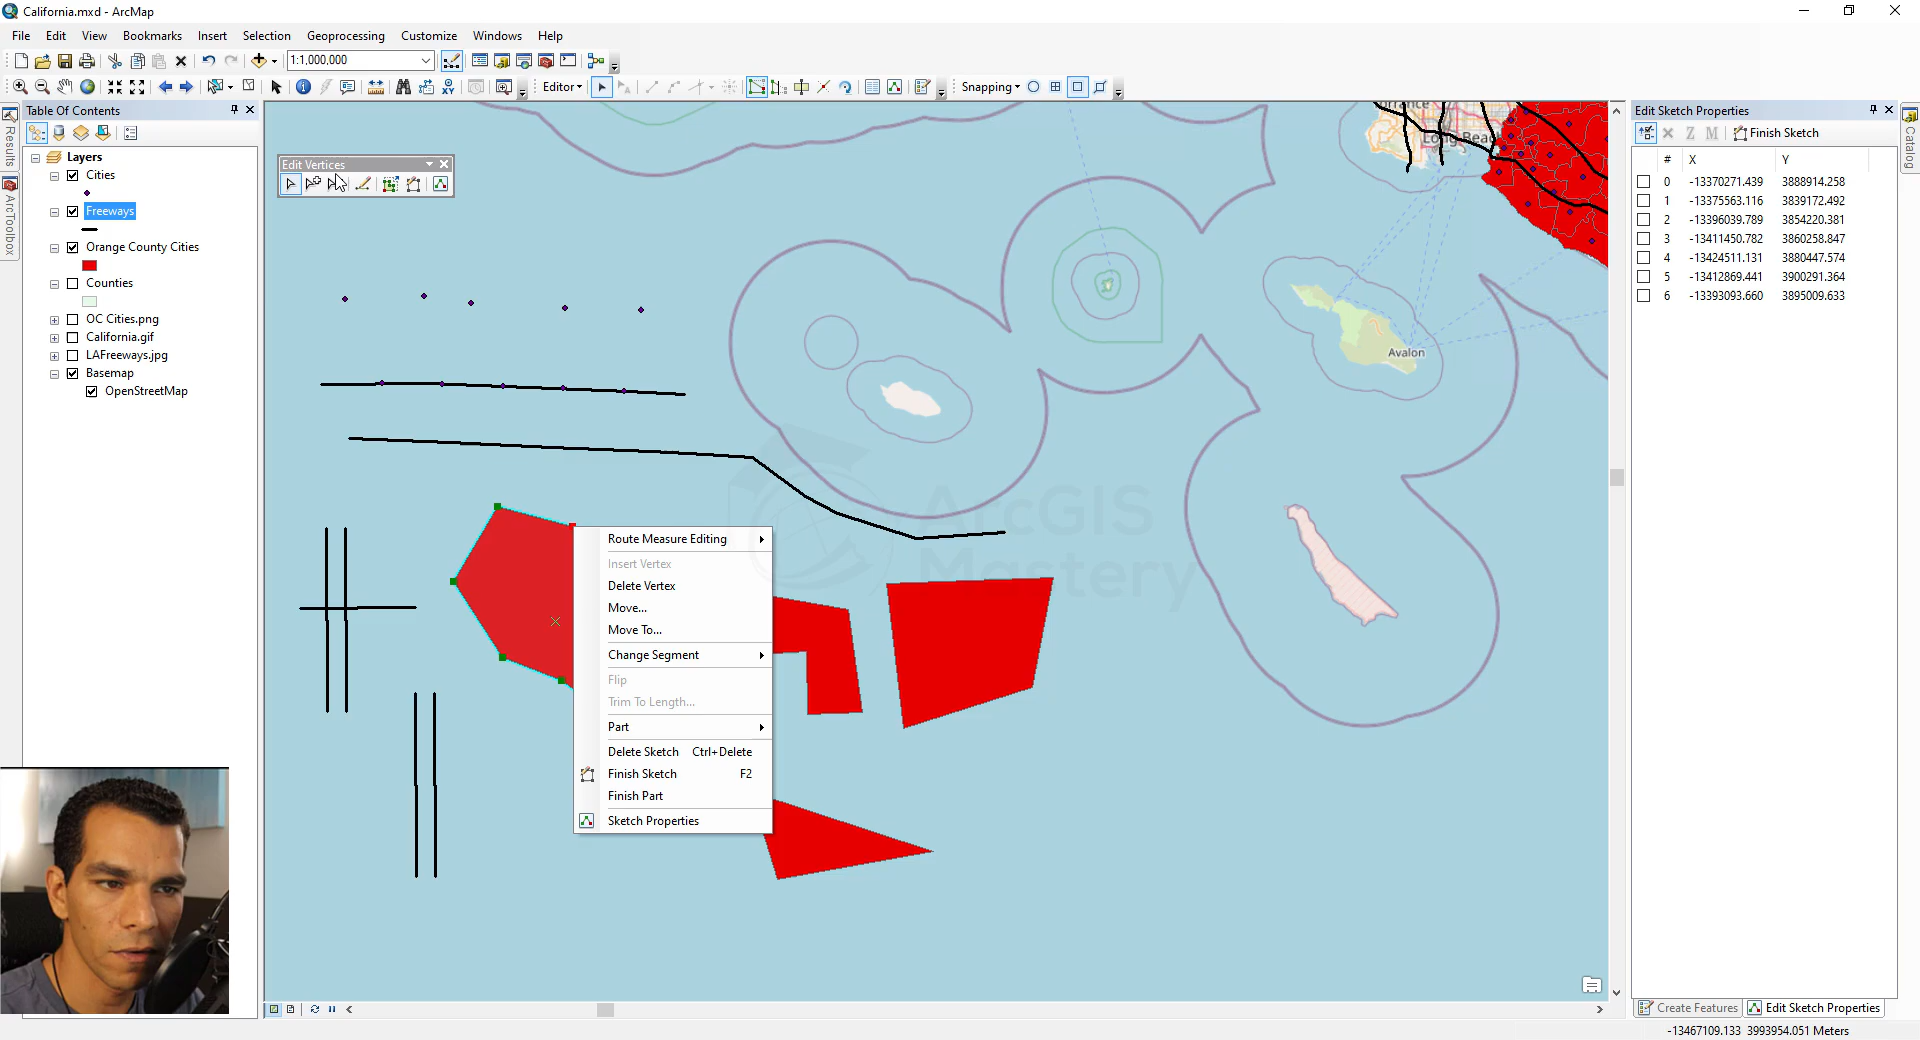 California.mxd - ArcMap
File Edit View Bookmarks Insert Selection Geoprocessing Customize Windows Help
1:1,000,000
Editor Snapping
Table Of Contents
Layers
Cities
Freeways
Orange County Cities
Counties
OC Cities.png
California.gif
LAFreeways.jpg
Basemap
OpenStreetMap
Results
ArcToolbox
Edit Vertices
Long Beach
Avalon
ArcGIS
Mastery
Route Measure Editing
Insert Vertex
Delete Vertex
Move...
Move To...
Change Segment
Flip
Trim To Length...
Part
Delete Sketch Ctrl+Delete
Finish Sketch F2
Finish Part
Sketch Properties
Edit Sketch Properties
Z M Finish Sketch
# X Y
0 -13370271.439 3888914.258
1 -13375563.116 3839172.492
2 -13396039.789 3854220.381
3 -13411450.782 3860258.847
4 -13424511.131 3880447.574
5 -13412869.441 3900291.364
6 -13393093.660 3895009.633
Catalog
Create Features Edit Sketch Properties
-13467109.133 3993954.051 Meters